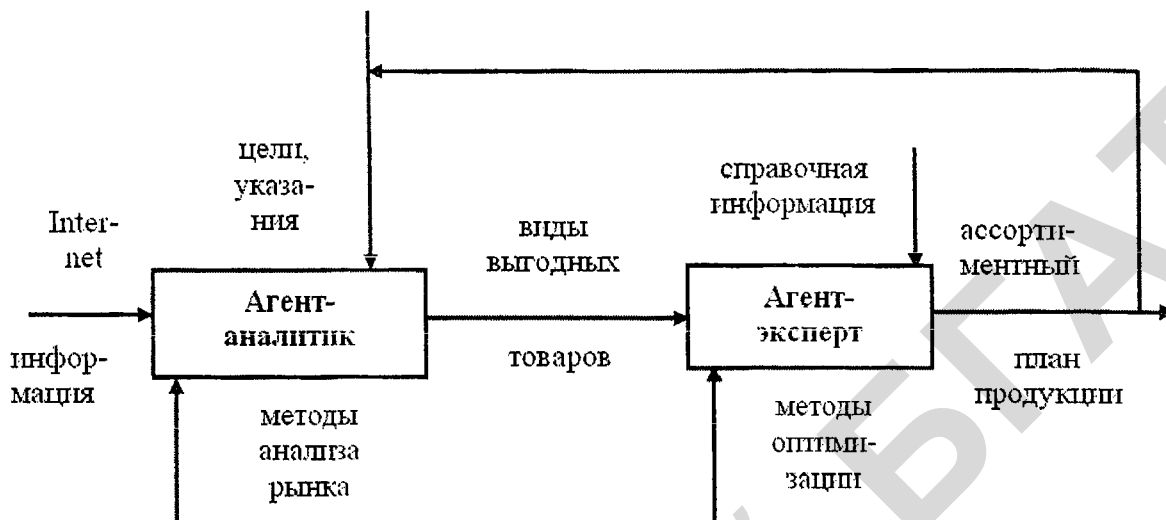 цели,
указа-
ния
Inter-
net
инфор-
мация
Агент-
аналитик
методы
анализа
рынка
виды
выгодных
товаров
справочная
информация
Агент-
эксперт
методы
оптими-
зации
ассорти-
ментный
план
продукции
БГАТ